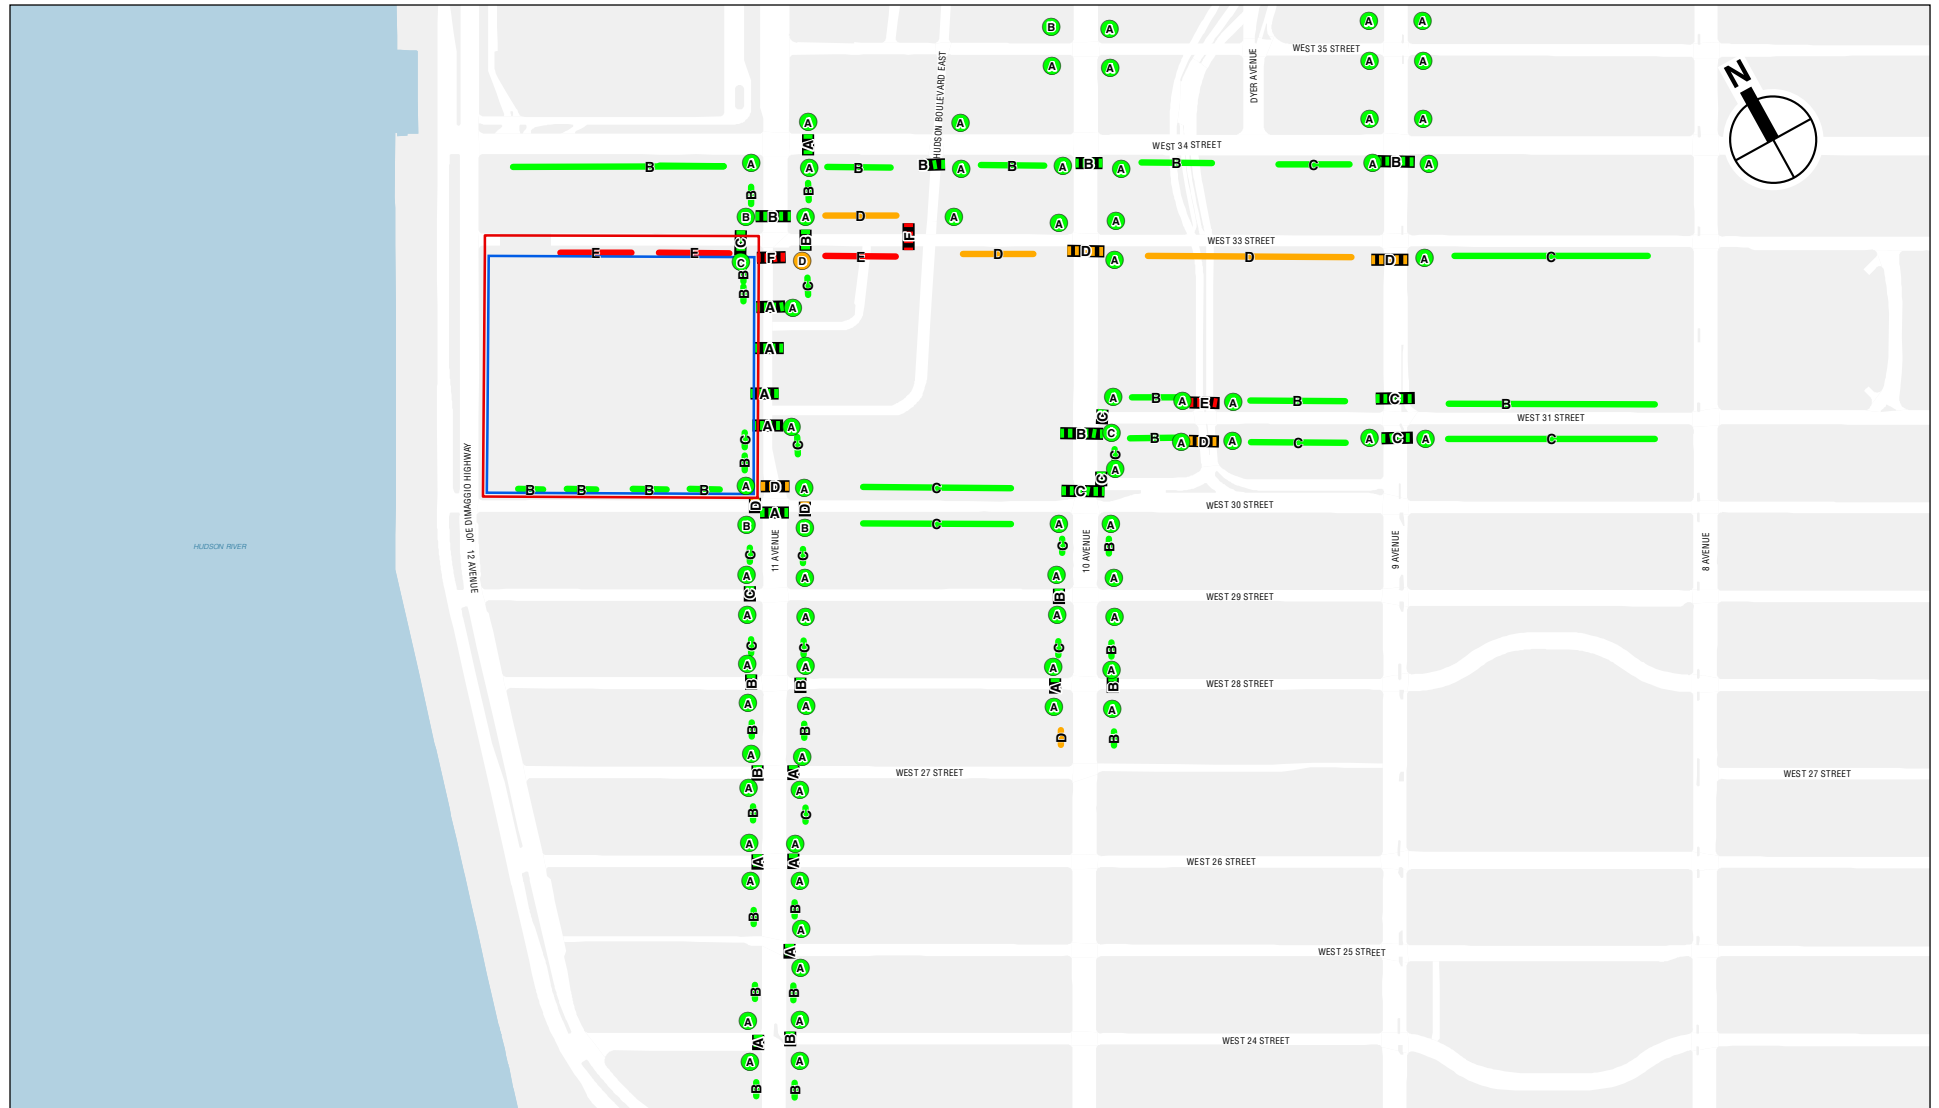 B A A A
WEST 35 STREET
N
A A A A
HUDSON BOULEVARD EAST
DYER AVENUE
A A A A
A
WEST 34 STREET
B A A B B A B A B A B C A B A
B B
B B A D A A A
C B F WEST 33 STREET
E E C F D E D D A D D A C
B C
B A A
A
A
A B A E A B C B
WEST 31 STREET
C
A A B C B A D A C A C A C
C C
B C A
C
B B B B A D A C C
D D WEST 30 STREET
A
B B C A A
HUDSON RIVER
JOE DIMAGGIO HIGHWAY
12 AVENUE
11 AVENUE
10 AVENUE
9 AVENUE
8 AVENUE
C C C B
A A A A
C B WEST 29 STREET
A A A A
C C C B
A A A A
B B A B WEST 28 STREET
A A A A
B B D B
A A
B A WEST 27 STREET WEST 27 STREET
A A
B C
A A
A A WEST 26 STREET
A A
B B
A
A WEST 25 STREET
A
B B
A A
A B WEST 24 STREET
A A
B B